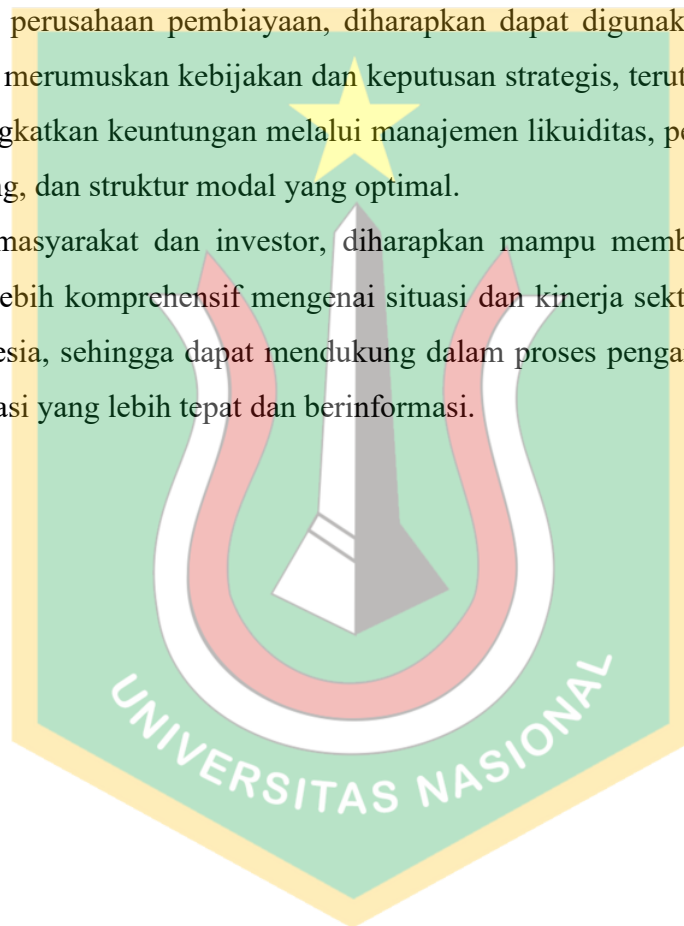 perusahaan pembiayaan, diharapkan dapat digunak
merumuskan kebijakan dan keputusan strategis, terut
gkatkan keuntungan melalui manajemen likuiditas, pe
ng, dan struktur modal yang optimal.
masyarakat dan investor, diharapkan mampu memb
ebih komprehensif mengenai situasi dan kinerja sekt
esia, sehingga dapat mendukung dalam proses penga
asi yang lebih tepat dan berinformasi.
UNIVERSITAS NASIONAL